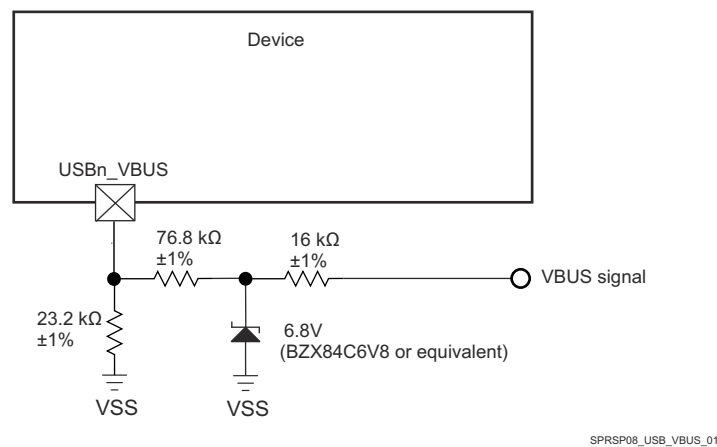 Device
USBn_VBUS
76.8 kΩ
±1%
16 kΩ
±1%
VBUS signal
23.2 kΩ
±1%
6.8V
(BZX84C6V8 or equivalent)
VSS
VSS
SPRSP08_USB_VBUS_01